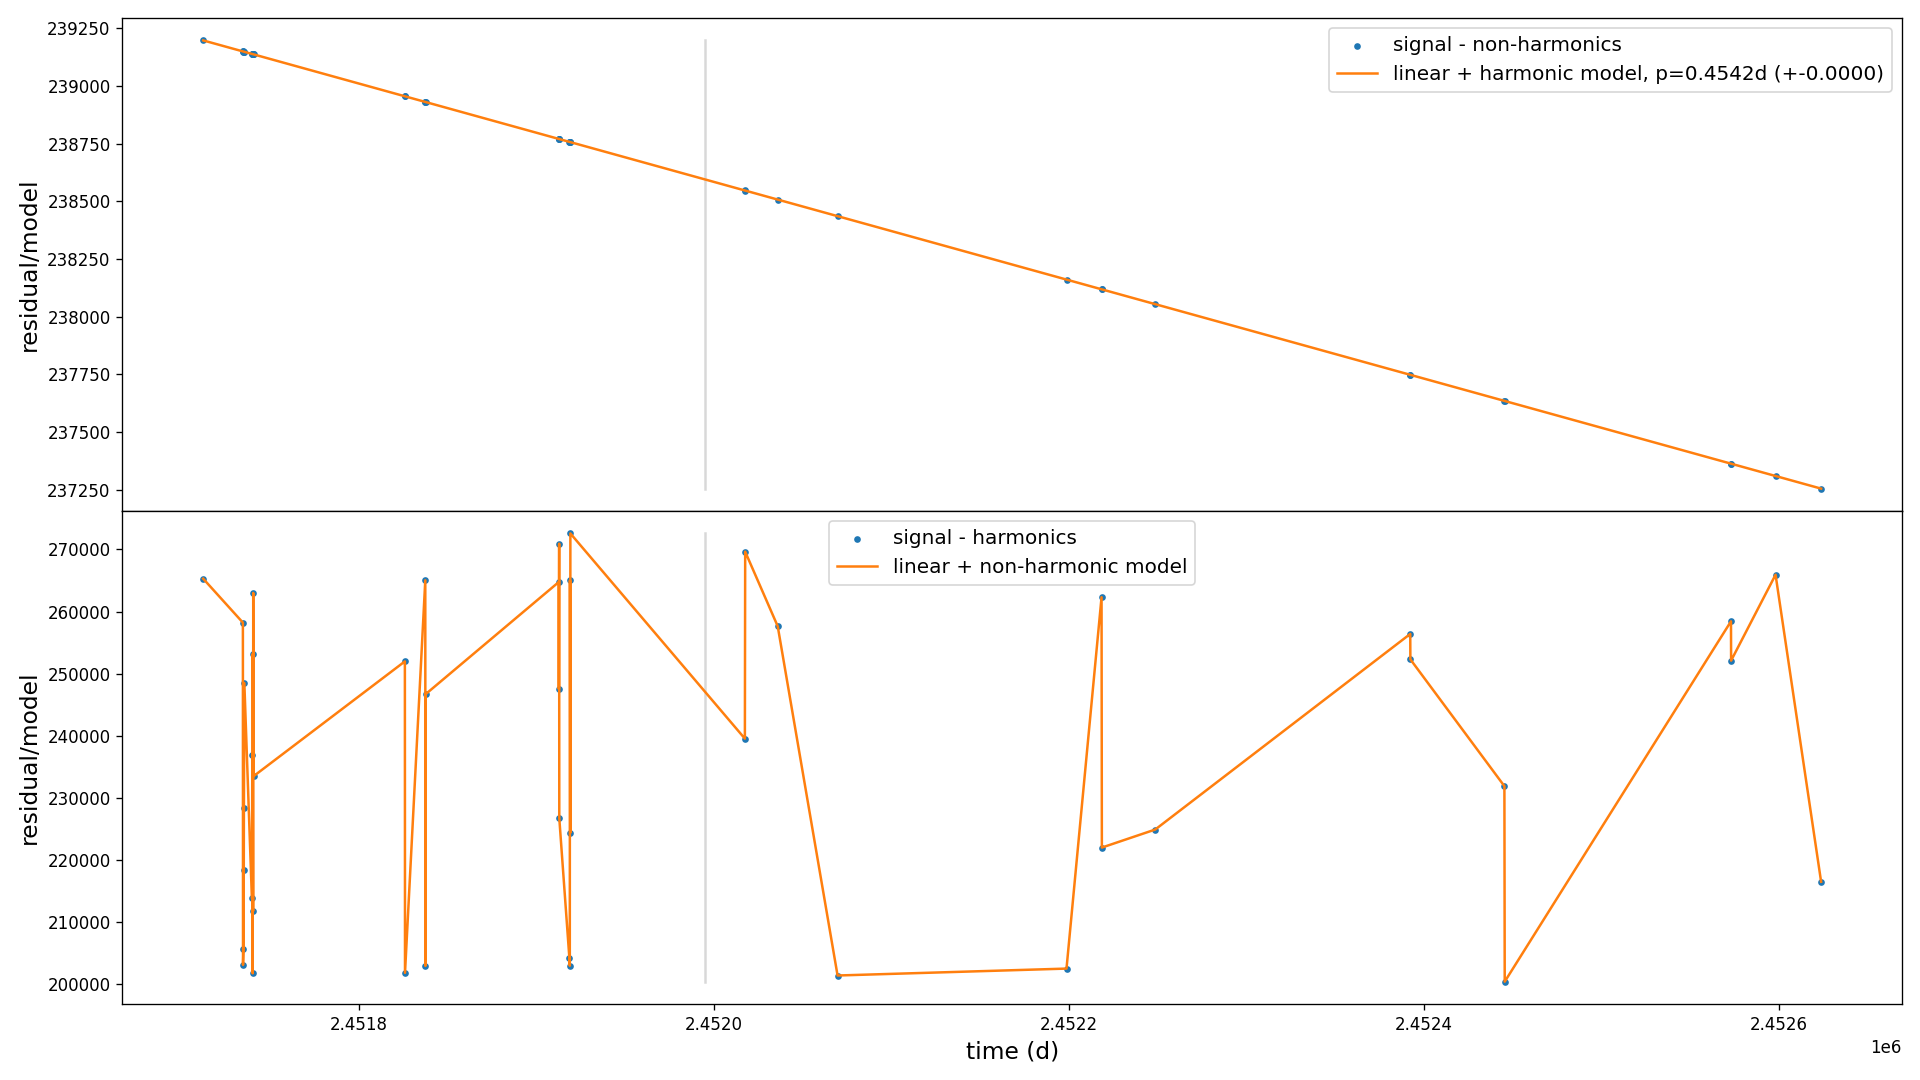 239250
239000
238750
238500
238250
238000
237750
237500
237250
residual/model
signal - non-harmonics
linear + harmonic model, p=0.4542d (+-0.0000)
270000
260000
250000
240000
230000
220000
210000
200000
residual/model
signal - harmonics
linear + non-harmonic model
2.4518
2.4520
2.4522
2.4524
2.4526
1e6
time (d)